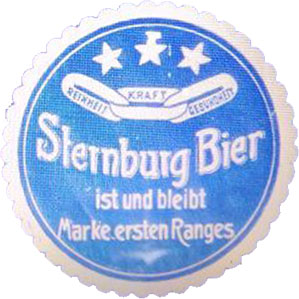 REINHEIT KRAFT GESUNDHEIT
Sternburg Bier
ist und bleibt
Marke ersten Ranges